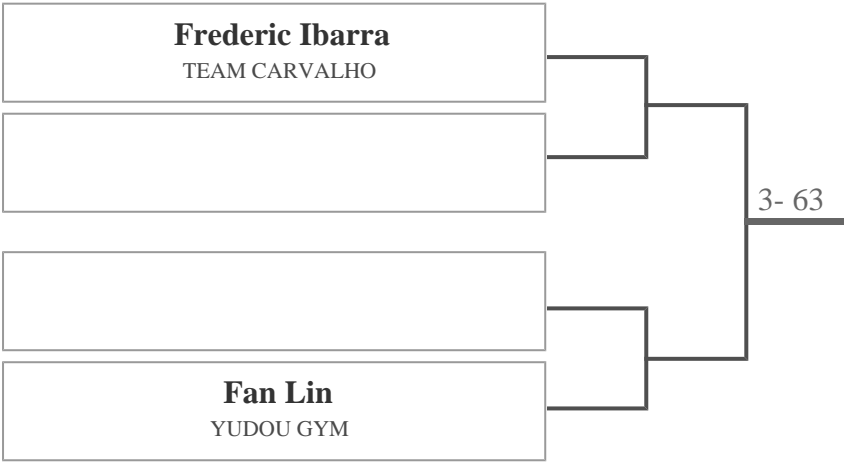 Frederic Ibarra
TEAM CARVALHO
3- 63
Fan Lin
YUDOU GYM